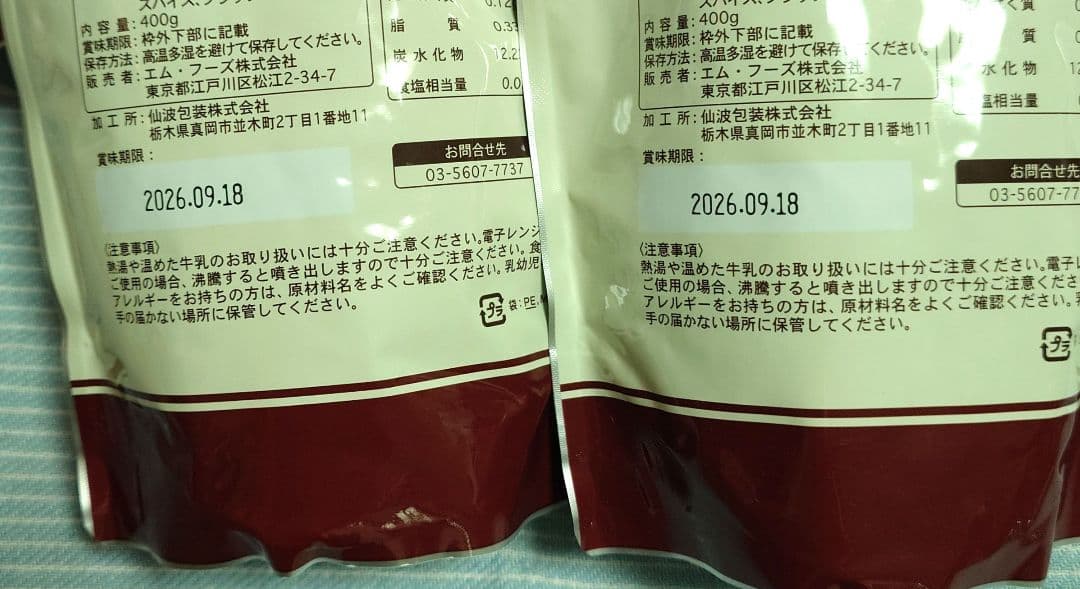 内容量：400g
賞味期限：枠外下部に記載
保存方法：高温多湿を避けて保存してください。
販売者：エム・フーズ株式会社
東京都江戸川区松江2-34-7
加工所：仙波包装株式会社
栃木県真岡市並木町2丁目1番地11
脂質
炭水化物
食塩相当量
賞味期限：
2026.09.18
お問合せ先
03-5607-7737
〈注意事項〉
熱湯や温めた牛乳のお取り扱いには十分ご注意ください。電子レンジ
ご使用の場合、沸騰すると噴き出しますので十分ご注意ください。食
アレルギーをお持ちの方は、原材料名をよくご確認ください。乳幼児
手の届かない場所に保管してください。
プラ
袋：PE,M
内容量：400g
賞味期限：枠外下部に記載
保存方法：高温多湿を避けて保存してください。
販売者：エム・フーズ株式会社
東京都江戸川区松江2-34-7
加工所：仙波包装株式会社
栃木県真岡市並木町2丁目1番地11
質
水化物
塩相当量
賞味期限：
2026.09.18
お問合せ先
03-5607-77
〈注意事項〉
熱湯や温めた牛乳のお取り扱いには十分ご注意ください。電子レ
ご使用の場合、沸騰すると噴き出しますので十分ご注意くださ
アレルギーをお持ちの方は、原材料名をよくご確認ください。
手の届かない場所に保管してください。
プラ